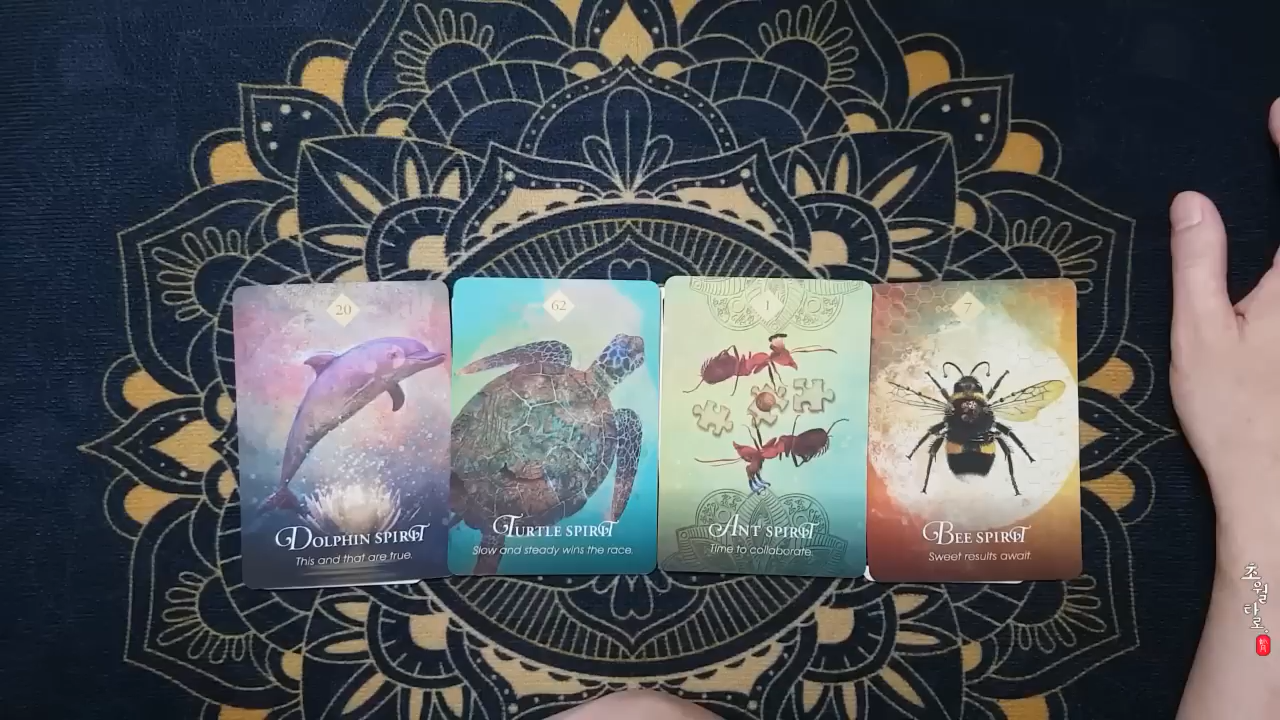 20
DOLPHIN SPIRIT
This and that are true.
62
TURTLE SPIRIT
Slow and steady wins the race.
1
ANT SPIRIT
Time to collaborate.
7
BEE SPIRIT
Sweet results await.
초월타로